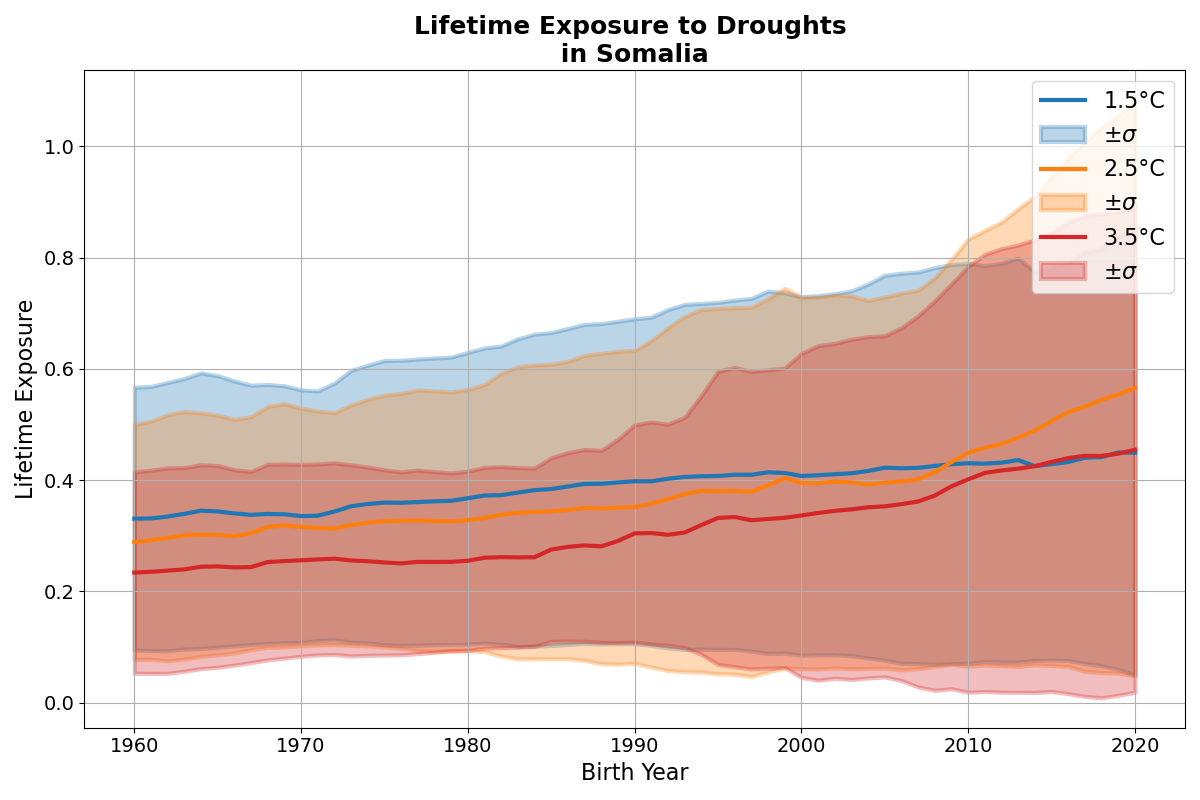 Lifetime Exposure to Droughts
in Somalia
1.5°C
±σ
2.5°C
±σ
3.5°C
±σ
Lifetime Exposure
1.0
0.8
0.6
0.4
0.2
0.0
1960 1970 1980 1990 2000 2010 2020
Birth Year